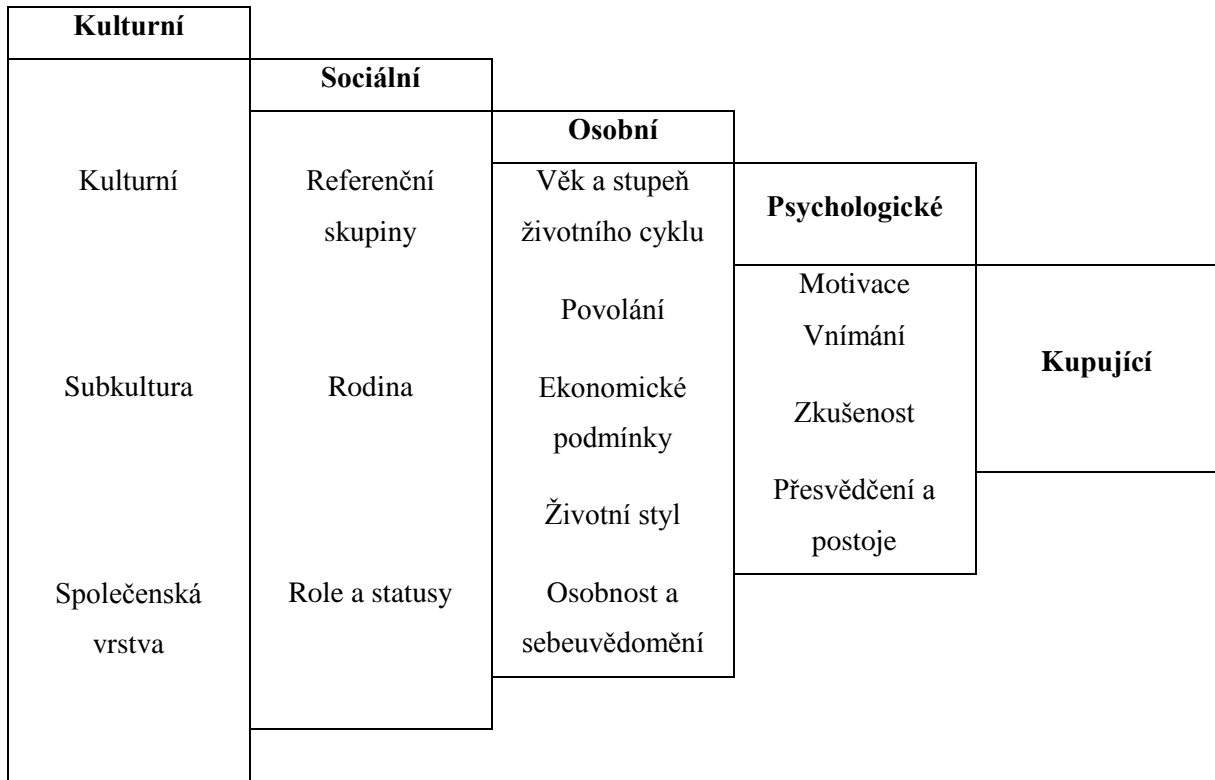 Kulturní
Kulturní
Subkultura
Společenská
vrstva
Sociální
Referenční
skupiny
Rodina
Role a statusy
Osobní
Věk a stupeň
životního cyklu
Povolání
Ekonomické
podmínky
Životní styl
Osobnost a
sebeuvědomění
Psychologické
Motivace
Vnímání
Zkušenost
Přesvědčení a
postoje
Kupující